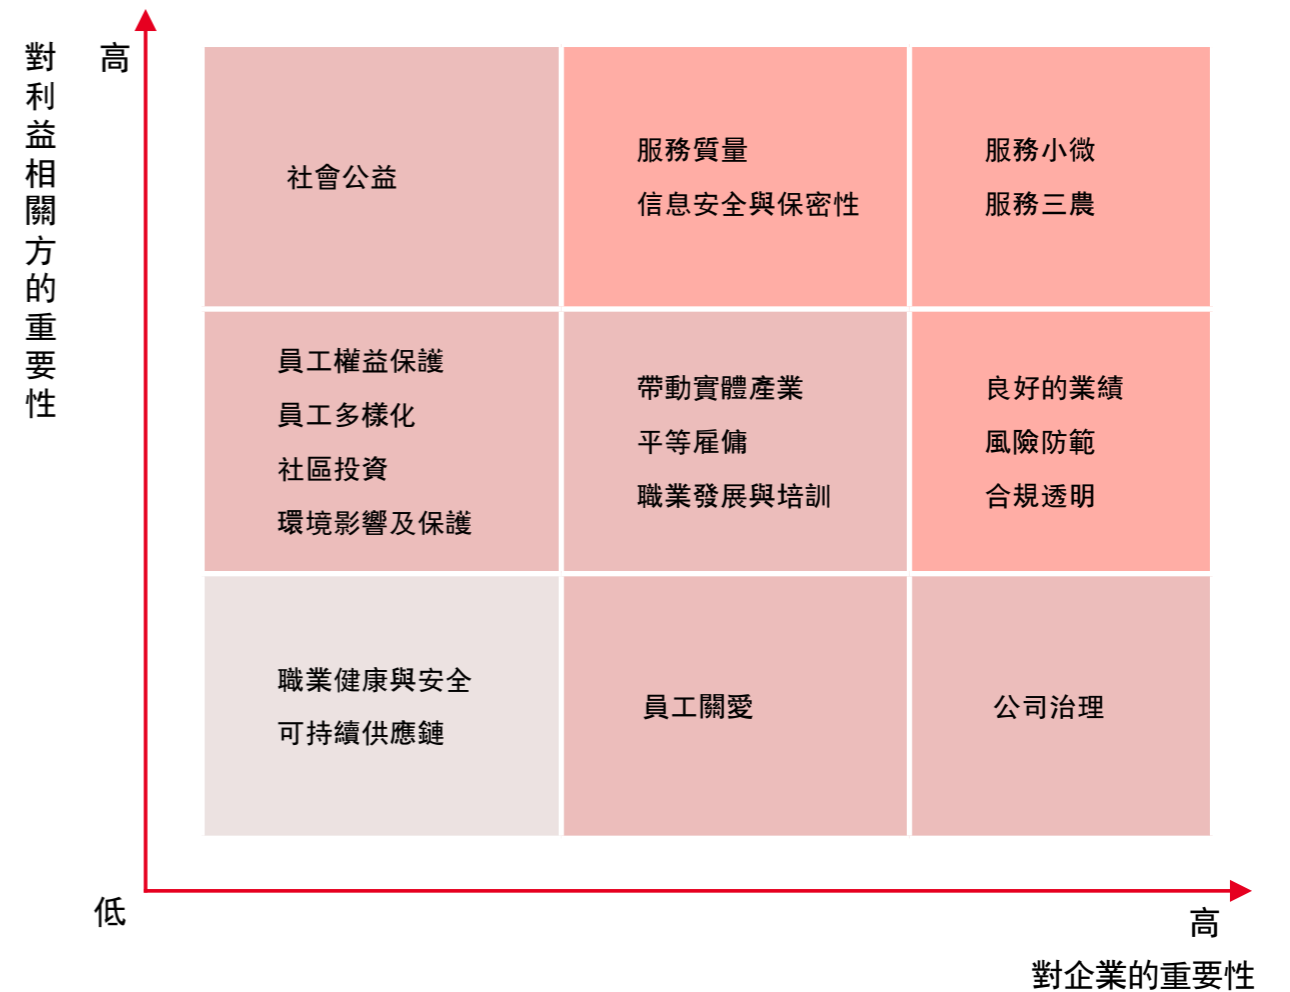 對利益相關方的重要性
高
社會公益
服務質量
信息安全與保密性
服務小微
服務三農
員工權益保護
員工多樣化
社區投資
環境影響及保護
帶動實體產業
平等雇傭
職業發展與培訓
良好的業績
風險防範
合規透明
職業健康與安全
可持續供應鏈
員工關愛
公司治理
低
高
對企業的重要性